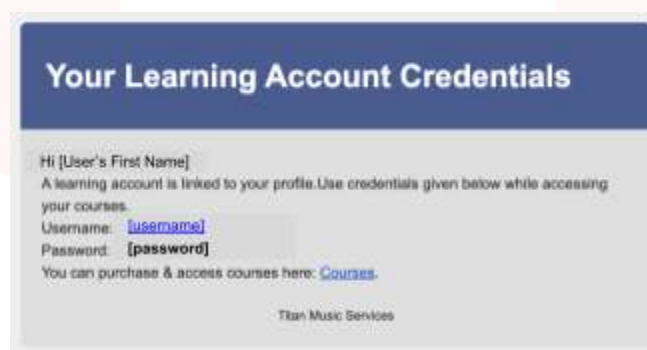 Your Learning Account Credentials
Hi [User's First Name]
A learning account is linked to your profile.Use credentials given below while accessing
your courses.
Username: [username]
Password: [password]
You can purchase & access courses here: Courses.
Titan Music Services